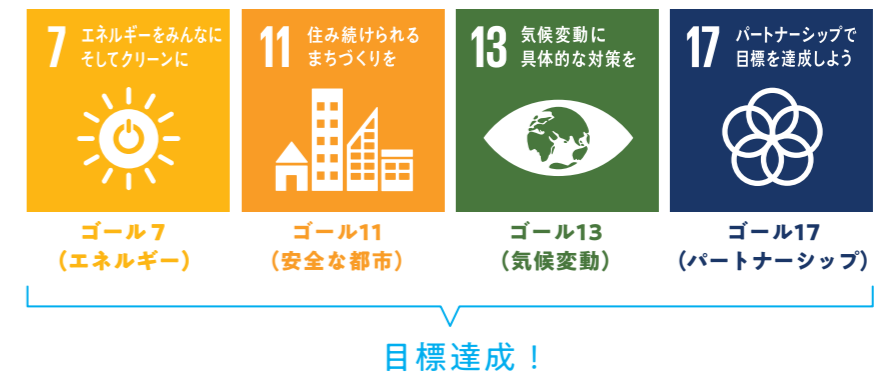 7 エネルギーをみんなに
そしてクリーンに
11 住み続けられる
まちづくりを
13 気候変動に
具体的な対策を
17 パートナーシップで
目標を達成しよう
ゴール7
（エネルギー）
ゴール11
（安全な都市）
ゴール13
（気候変動）
ゴール17
（パートナーシップ）
目標達成！